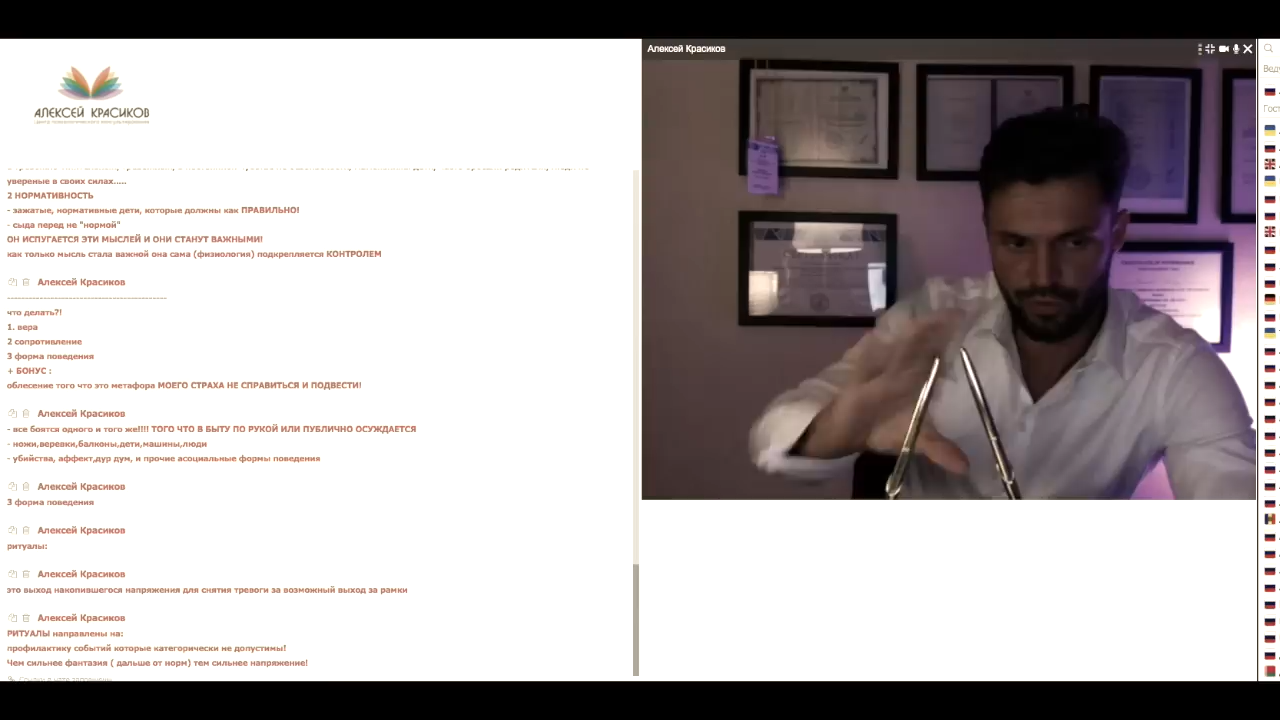 АЛЕКСЕЙ КРАСИКОВ
увереные в своих силах.....
2 НОРМАТИВНОСТЬ
- зажатые, нормативные дети, которые должны как ПРАВИЛЬНО!
- сыда перед не "нормой"
ОН ИСПУГАЕТСЯ ЭТИ МЫСЛЕЙ И ОНИ СТАНУТ ВАЖНЫМИ!
как только мысль стала важной она сама (физиология) подкрепляется КОНТРОЛЕМ
Алексей Красиков
--------------------------------------------
что делать?!
1. вера
2 сопротивление
3 форма поведения
+ БОНУС :
облесение того что это метафора МОЕГО СТРАХА НЕ СПРАВИТЬСЯ И ПОДВЕСТИ!
Алексей Красиков
- все боятся одного и того же!!!! ТОГО ЧТО В БЫТУ ПО РУКОЙ ИЛИ ПУБЛИЧНО ОСУЖДАЕТСЯ
- ножи,веревки,балконы,дети,машины,люди
- убийства, аффект,дур дум, и прочие асоциальные формы поведения
Алексей Красиков
3 форма поведения
Алексей Красиков
ритуалы:
Алексей Красиков
это выход накопившегося напряжения для снятия тревоги за возможный выход за рамки
Алексей Красиков
РИТУАЛЫ направлены на:
профилактику событий которые категорически не допустимы!
Чем сильнее фантазия ( дальше от норм) тем сильнее напряжение!
Алексей Красиков